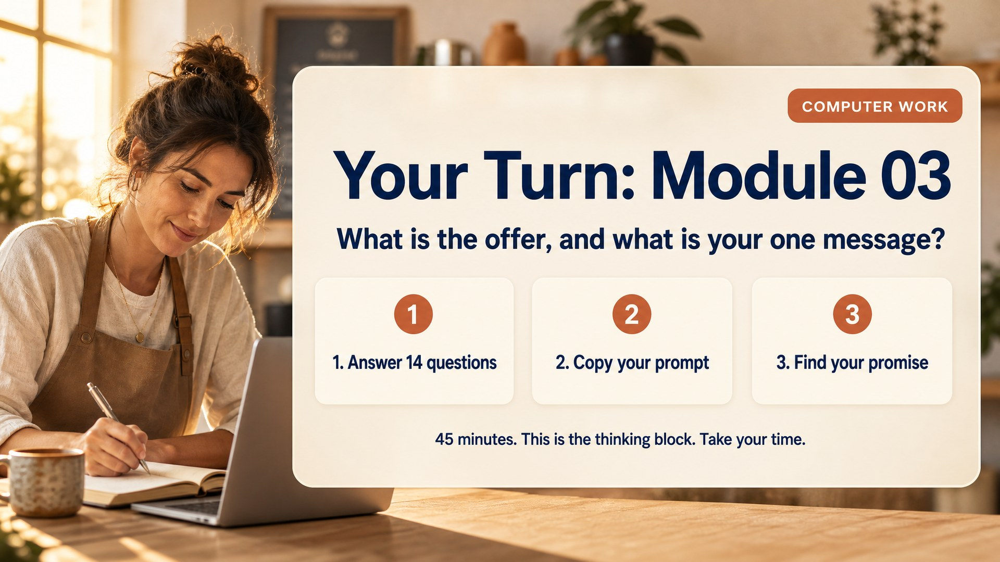 COMPUTER WORK
Your Turn: Module 03
What is the offer, and what is your one message?
1
2
3
1. Answer 14 questions
2. Copy your prompt
3. Find your promise
45 minutes. This is the thinking block. Take your time.